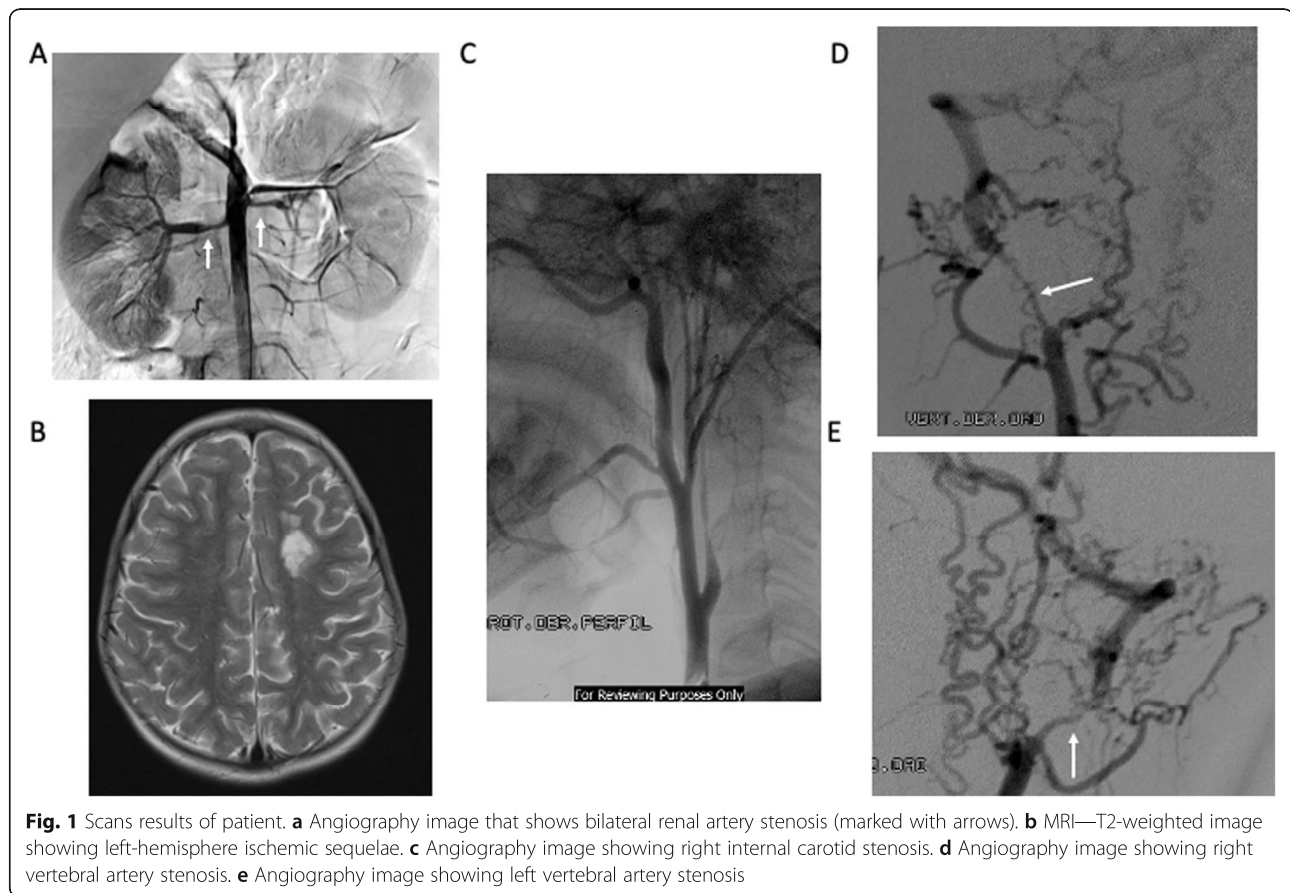 A
C
D
VERT.DER.OAD
B
E
ROT.DER.PERFIL
For Reviewing Purposes Only
Q.OAI
Fig. 1 Scans results of patient. a Angiography image that shows bilateral renal artery stenosis (marked with arrows). b MRI—T2-weighted image
showing left-hemisphere ischemic sequelae. c Angiography image showing right internal carotid stenosis. d Angiography image showing right
vertebral artery stenosis. e Angiography image showing left vertebral artery stenosis